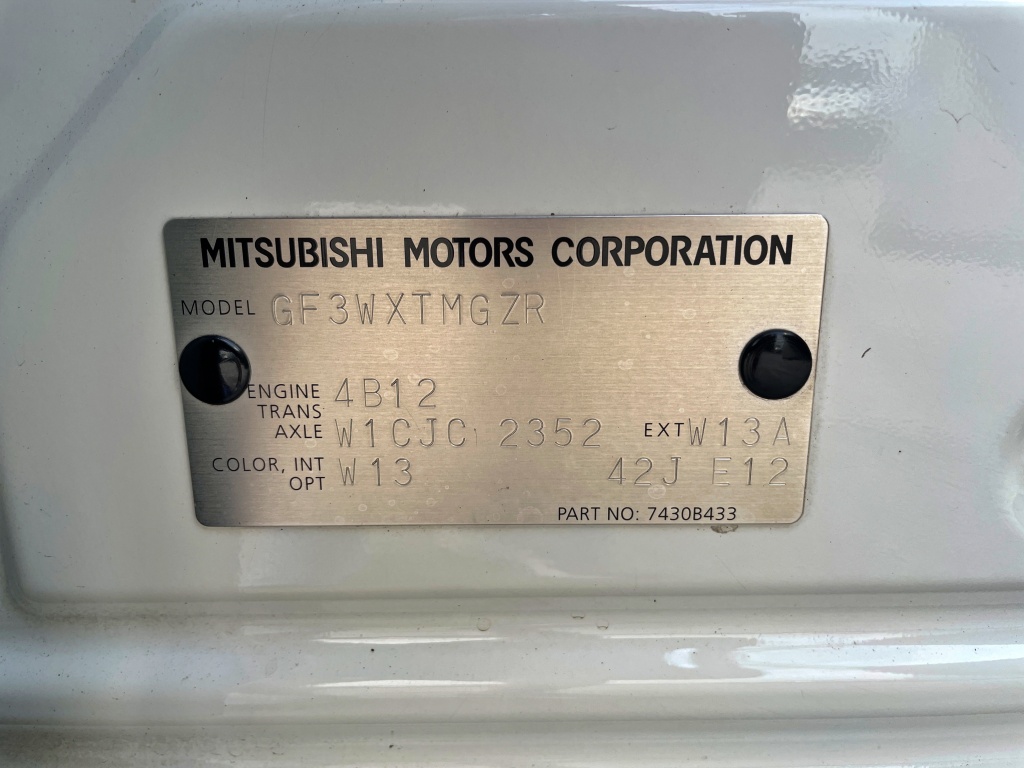 MITSUBISHI MOTORS CORPORATION
MODEL GF3WXTMGZR
ENGINE 4B12
TRANS
AXLE W1CJC 2352 EXT W13A
COLOR, INT W13 42J E12
OPT
PART NO: 7430B433